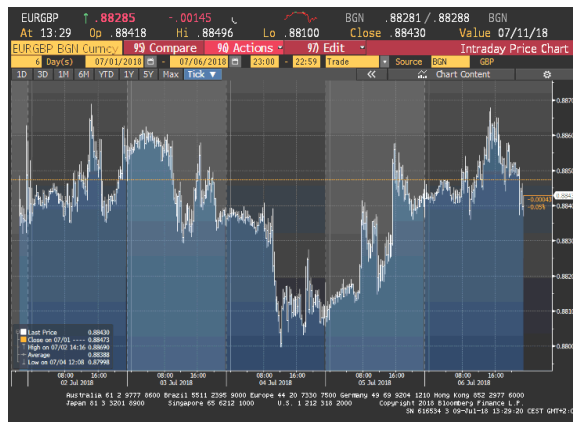 EURGBP ↑ .88285 -.00145 BGN .88281/.88288 BGN
At 13:29 Op .88418 Hi .88496 Lo .88100 Close .88430 Value 07/11/18
EURGBP BGN Curncy 95) Compare 96) Actions 97) Edit Intraday Price Chart
6 Day(s) 07/01/2018 - 07/06/2018 23:00 - 22:59 Trade Source BGN GBP
1D 3D 1M 6M YTD 1Y 5Y Max Tick ▼ « Chart Content
0.8870
0.8860
0.8850
0.8843
-0.00043
-0.05%
0.8840
0.8830
0.8820
0.8810
0.8800
Last Price 0.88430
Close on 07/01 ---- 0.88473
High on 07/02 14:16 0.88690
Average 0.88388
Low on 07/04 12:08 0.87998
08:00 16:00 08:00 16:00 08:00 16:00 08:00 16:00 08:00 16:00
02 Jul 2018 03 Jul 2018 04 Jul 2018 05 Jul 2018 06 Jul 2018
Australia 61 2 9777 8600 Brazil 5511 2395 9000 Europe 44 20 7330 7500 Germany 49 69 9204 1210 Hong Kong 852 2977 6000
Japan 81 3 3201 8900 Singapore 65 6212 1000 U.S. 1 212 318 2000 Copyright 2018 Bloomberg Finance L.P.
SN 616534 3 09-Jul-18 13:29:20 CEST GMT+2:0